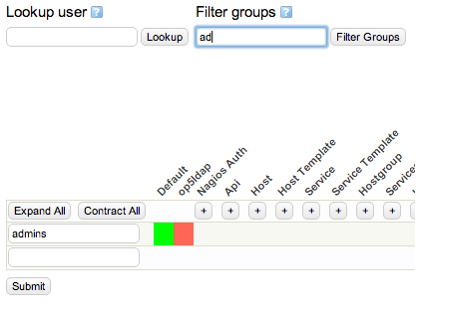 Lookup user ? Filter groups ?
Lookup ad Filter Groups
Default op5ldap Nagios Auth Api Host Host Template Service Service Template Hostgroup Service
Expand All Contract All + + + + + + + +
admins
Submit